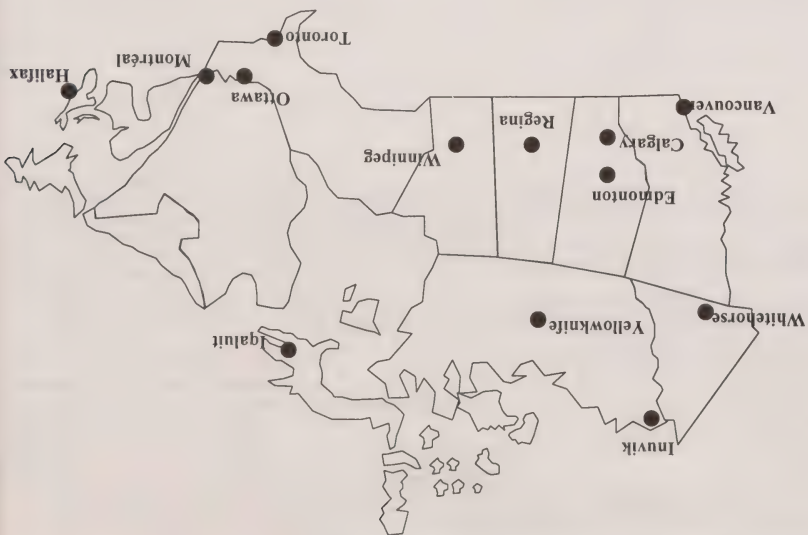 Inuvik
Iqaluit
Whitehorse
Yellowknife
Edmonton
Calgary
Winnipeg
Regina
Vancouver
Ottawa
Halifax
Montréal
Toronto